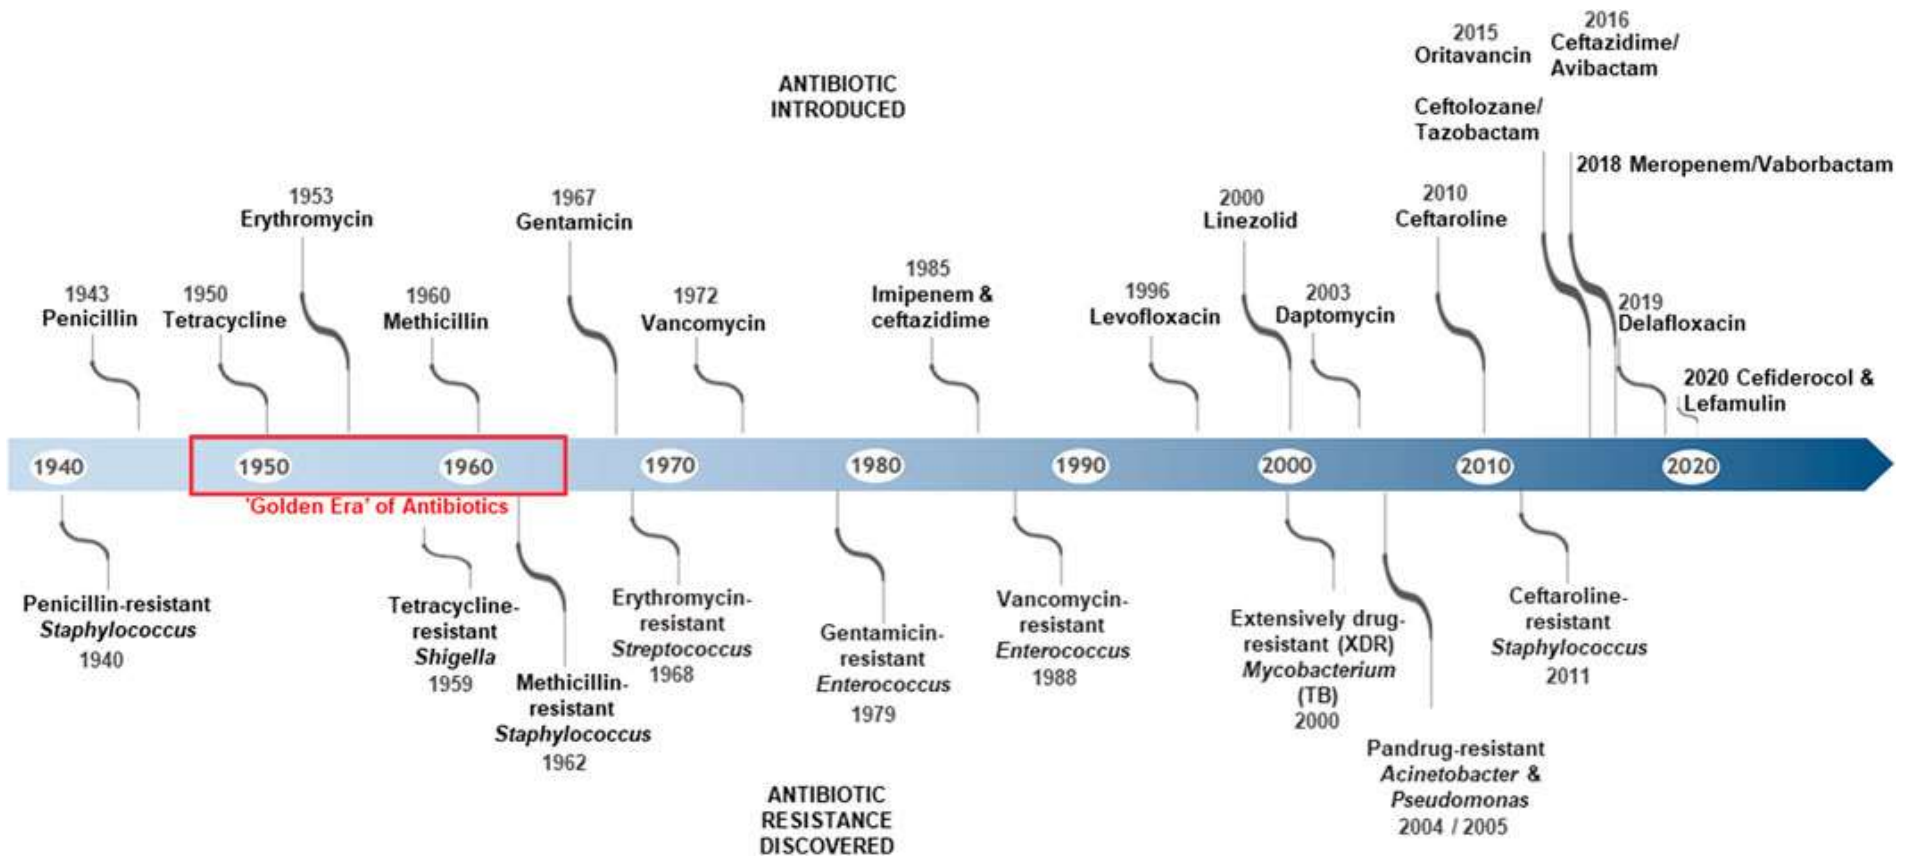 ANTIBIOTIC
INTRODUCED
2015
Oritavancin
2016
Ceftazidime/
Avibactam
Ceftolozane/
Tazobactam
2018 Meropenem/Vaborbactam
1943
Penicillin
1950
Tetracycline
1953
Erythromycin
1960
Methicillin
1967
Gentamicin
1972
Vancomycin
1985
Imipenem &
ceftazidime
1996
Levofloxacin
2000
Linezolid
2003
Daptomycin
2010
Ceftaroline
2019
Delafloxacin
2020 Cefiderocol &
Lefamulin
1940
1950
1960
1970
1980
1990
2000
2010
2020
'Golden Era' of Antibiotics
Penicillin-resistant
Staphylococcus
1940
Tetracycline-
resistant
Shigella
1959
Methicillin-
resistant
Staphylococcus
1962
Erythromycin-
resistant
Streptococcus
1968
Gentamicin-
resistant
Enterococcus
1979
Vancomycin-
resistant
Enterococcus
1988
Extensively drug-
resistant (XDR)
Mycobacterium
(TB)
2000
Pandrug-resistant
Acinetobacter &
Pseudomonas
2004 / 2005
Ceftaroline-
resistant
Staphylococcus
2011
ANTIBIOTIC
RESISTANCE
DISCOVERED